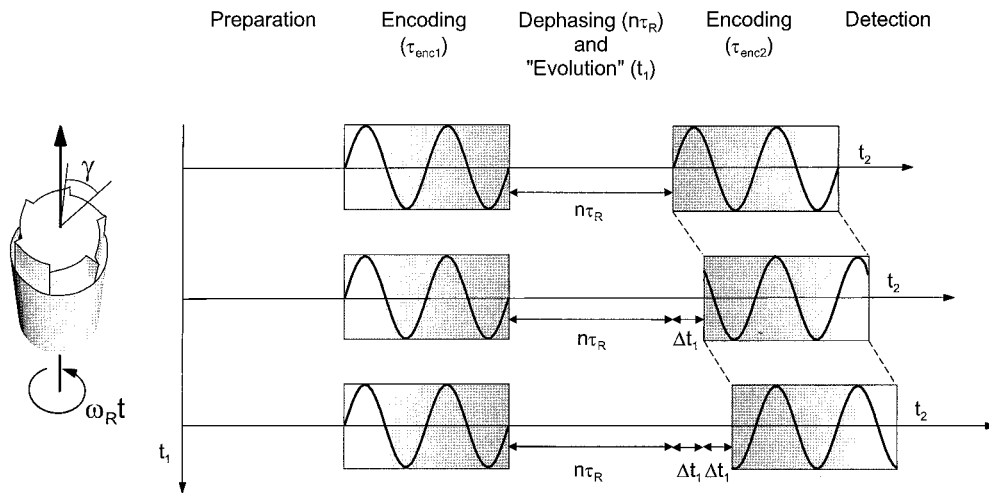 Preparation
Encoding
(τenc1)
Dephasing (nτR)
and
"Evolution" (t1)
Encoding
(τenc2)
Detection
γ
t2
nτR
t2
nτR
Δt1
ωRt
t2
t1
nτR
Δt1 Δt1